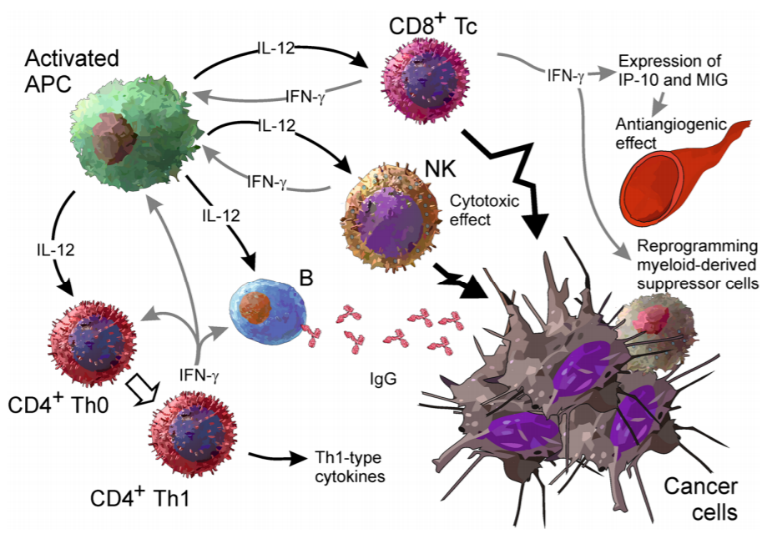 CD8+ Tc
Activated
APC
IL-12
IFN-γ
IFN-γ
Expression of
IP-10 and MIG
Antiangiogenic
effect
IL-12
IFN-γ
NK
Cytotoxic
effect
IL-12
IL-12
Reprogramming
myeloid-derived
suppressor cells
B
IFN-γ
IgG
CD4+ Th0
CD4+ Th1
Th1-type
cytokines
Cancer
cells